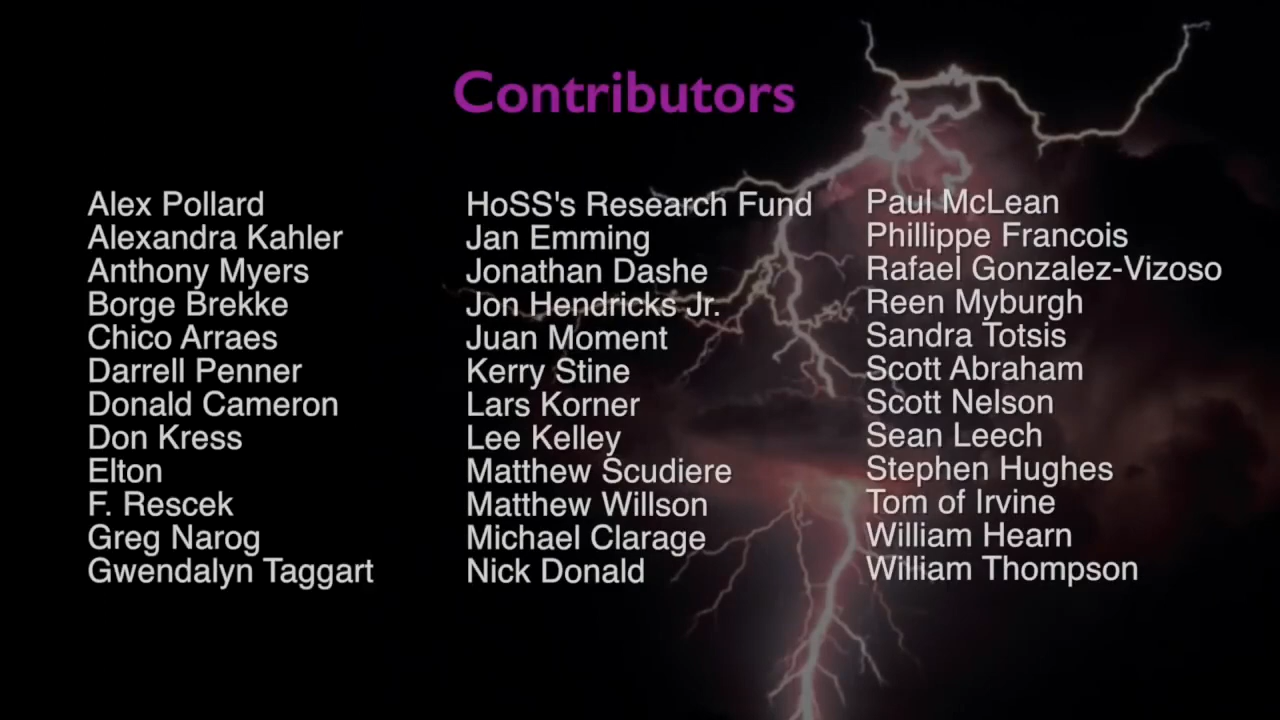 Contributors
Alex Pollard
Alexandra Kahler
Anthony Myers
Borge Brekke
Chico Arraes
Darrell Penner
Donald Cameron
Don Kress
Elton
F. Rescek
Greg Narog
Gwendalyn Taggart
HoSS's Research Fund
Jan Emming
Jonathan Dashe
Jon Hendricks Jr.
Juan Moment
Kerry Stine
Lars Korner
Lee Kelley
Matthew Scudiere
Matthew Willson
Michael Clarage
Nick Donald
Paul McLean
Phillippe Francois
Rafael Gonzalez-Vizoso
Reen Myburgh
Sandra Totsis
Scott Abraham
Scott Nelson
Sean Leech
Stephen Hughes
Tom of Irvine
William Hearn
William Thompson